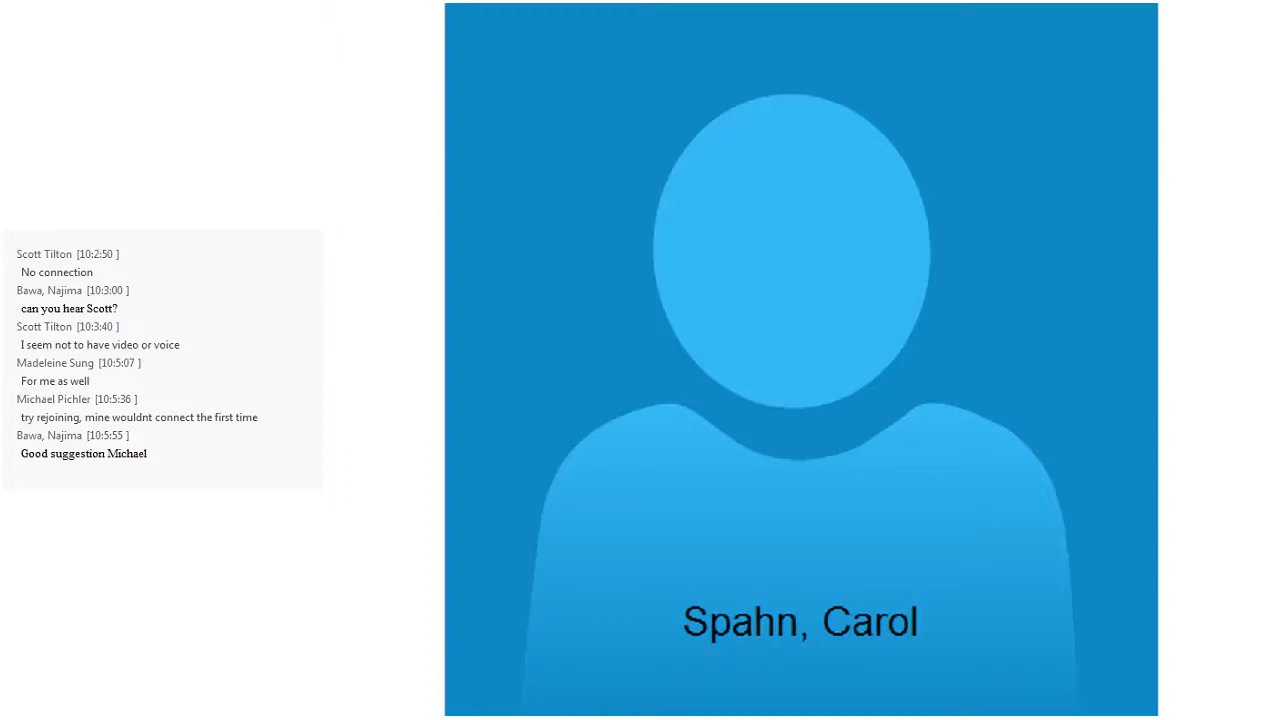 Scott Tilton [10:2:50 ]
No connection
Bawa, Najima [10:3:00 ]
can you hear Scott?
Scott Tilton [10:3:40 ]
I seem not to have video or voice
Madeleine Sung [10:5:07 ]
For me as well
Michael Pichler [10:5:36 ]
try rejoining, mine wouldnt connect the first time
Bawa, Najima [10:5:55 ]
Good suggestion Michael
Spahn, Carol